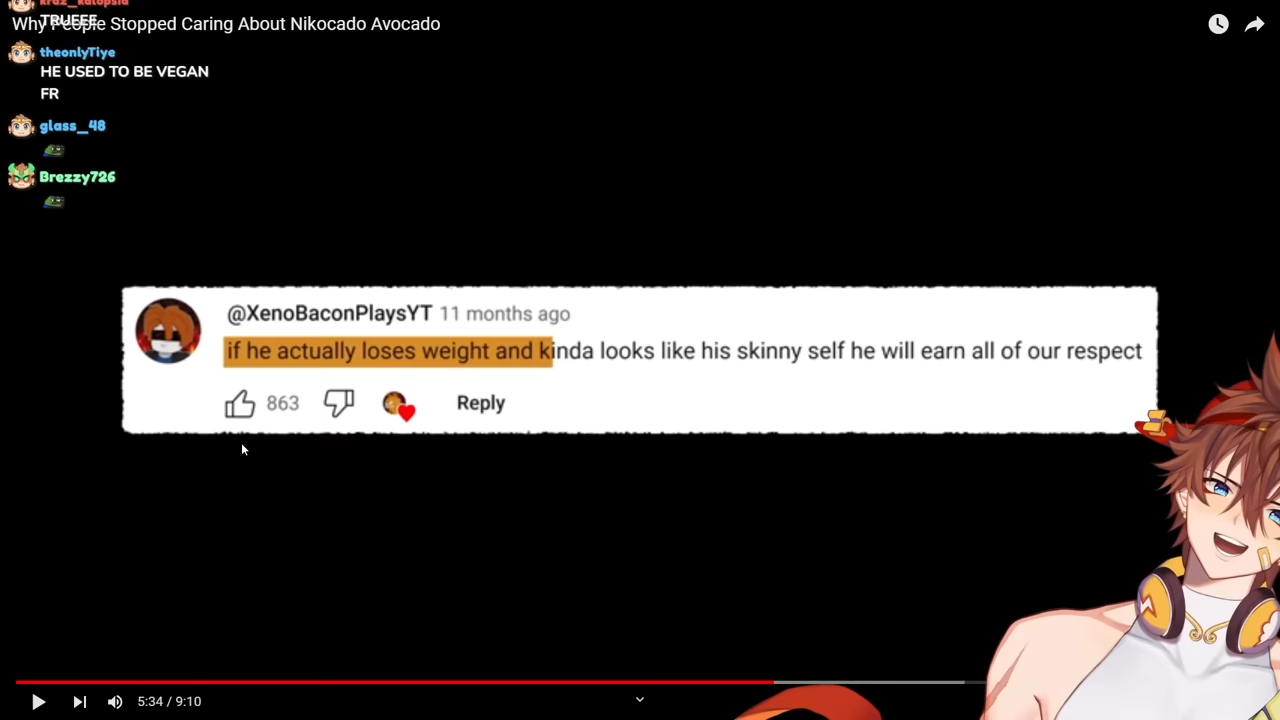 Why People Stopped Caring About Nikocado Avocado
kraz_kalopsia
TRUEEE
theonlyTiye
HE USED TO BE VEGAN
FR
glass_48
Brezzy726
@XenoBaconPlaysYT 11 months ago
if he actually loses weight and kinda looks like his skinny self he will earn all of our respect
863
Reply
5:34 / 9:10